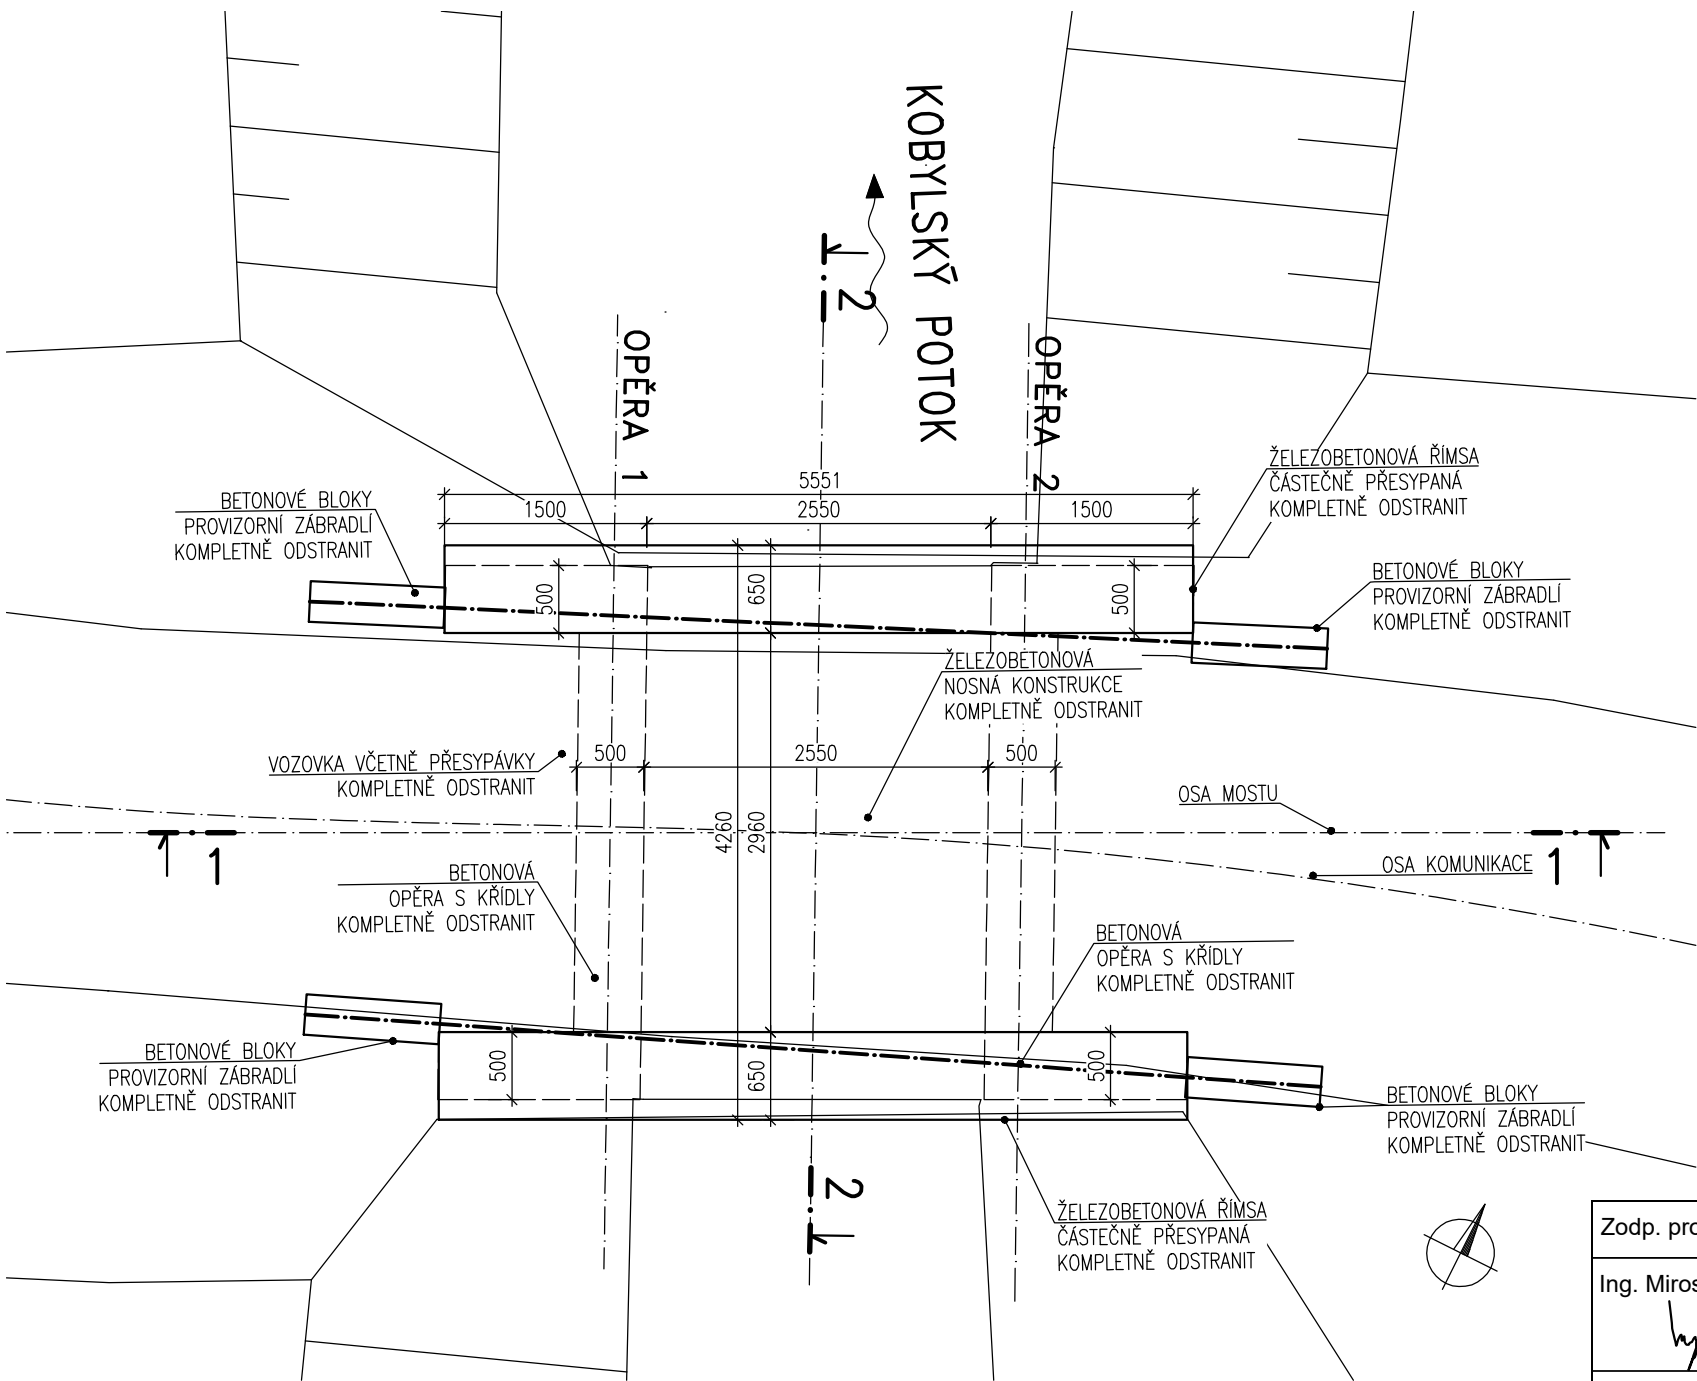 KOBYLSKÝ POTOK
2
OPĚRA 1
OPĚRA 2
5551
1500
2550
1500
BETONOVÉ BLOKY
PROVIZORNÍ ZÁBRADLÍ
KOMPLETNĚ ODSTRANIT
ŽELEZOBETONOVÁ ŘÍMSA
ČÁSTEČNĚ PŘESYPANÁ
KOMPLETNĚ ODSTRANIT
BETONOVÉ BLOKY
PROVIZORNÍ ZÁBRADLÍ
KOMPLETNĚ ODSTRANIT
500
650
500
ŽELEZOBETONOVÁ
NOSNÁ KONSTRUKCE
KOMPLETNĚ ODSTRANIT
VOZOVKA VČETNĚ PŘESYPÁVKY
KOMPLETNĚ ODSTRANIT
500
2550
500
OSA MOSTU
4260
2960
1
OSA KOMUNIKACE
1
BETONOVÁ
OPĚRA S KŘÍDLY
KOMPLETNĚ ODSTRANIT
BETONOVÁ
OPĚRA S KŘÍDLY
KOMPLETNĚ ODSTRANIT
BETONOVÉ BLOKY
PROVIZORNÍ ZÁBRADLÍ
KOMPLETNĚ ODSTRANIT
500
650
500
BETONOVÉ BLOKY
PROVIZORNÍ ZÁBRADLÍ
KOMPLETNĚ ODSTRANIT
2
ŽELEZOBETONOVÁ ŘÍMSA
ČÁSTEČNĚ PŘESYPANÁ
KOMPLETNĚ ODSTRANIT
Zodp. pro
Ing. Miros